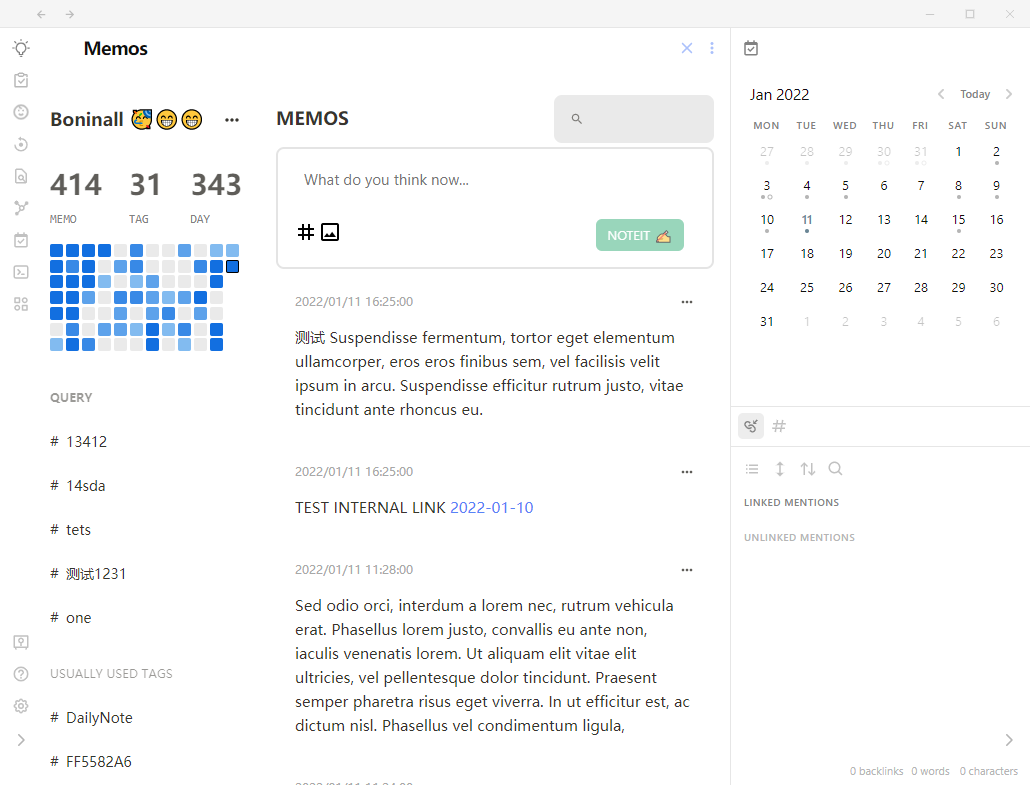 Memos
Boninall 🥳😁😁
414 31 343
MEMO TAG DAY
QUERY
# 13412
# 14sda
# tets
# 测试1231
# one
USUALLY USED TAGS
# DailyNote
# FF5582A6
MEMOS
What do you think now...
NOTEIT ✍
2022/01/11 16:25:00
测试 Suspendisse fermentum, tortor eget elementum
ullamcorper, eros eros finibus sem, vel facilisis velit
ipsum in arcu. Suspendisse efficitur rutrum justo, vitae
tincidunt ante rhoncus eu.
2022/01/11 16:25:00
TEST INTERNAL LINK 2022-01-10
2022/01/11 11:28:00
Sed odio orci, interdum a lorem nec, rutrum vehicula
erat. Phasellus lorem justo, convallis eu ante non,
iaculis venenatis lorem. Ut aliquam elit vitae elit
ultricies, vel pellentesque dolor tincidunt. Praesent
semper pharetra risus eget viverra. In ut efficitur est, ac
dictum nisl. Phasellus vel condimentum ligula,
Jan 2022 Today
MON TUE WED THU FRI SAT SUN
27 28 29 30 31 1 2
3 4 5 6 7 8 9
10 11 12 13 14 15 16
17 18 19 20 21 22 23
24 25 26 27 28 29 30
31 1 2 3 4 5 6
LINKED MENTIONS
UNLINKED MENTIONS
0 backlinks 0 words 0 characters